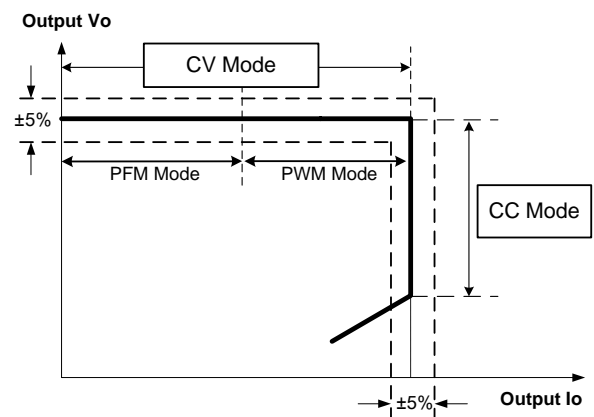 Output Vo
CV Mode
±5%
PFM Mode
PWM Mode
CC Mode
±5%
Output Io